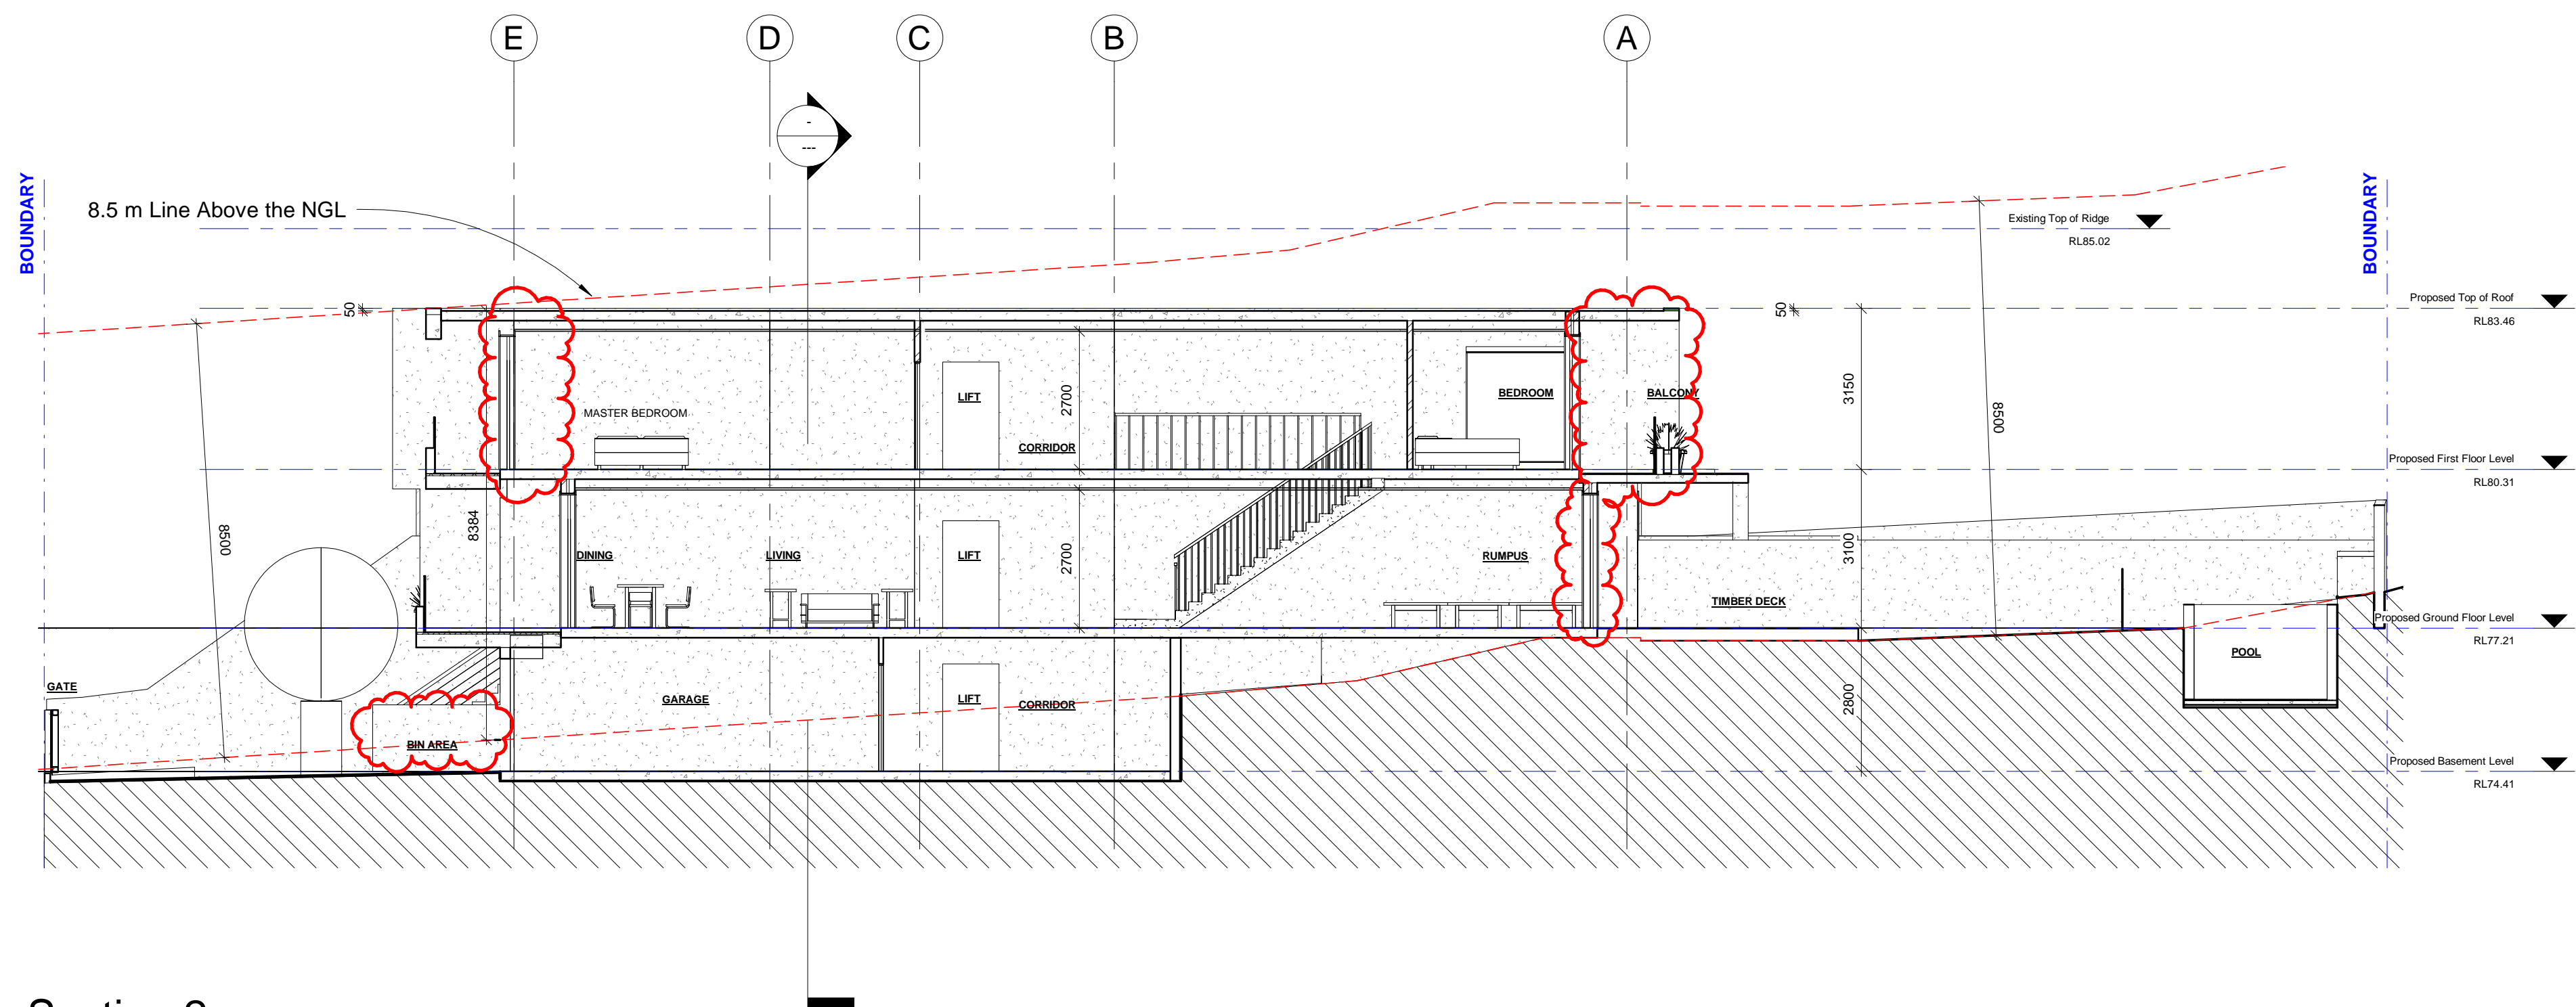 E D C B A
-
---
BOUNDARY
BOUNDARY
8.5 m Line Above the NGL
Existing Top of Ridge
RL85.02
50
50
Proposed Top of Roof
RL83.46
MASTER BEDROOM
LIFT
2700
CORRIDOR
BEDROOM
BALCONY
3150
8500
Proposed First Floor Level
RL80.31
8500
8384
DINING
LIVING
LIFT
2700
RUMPUS
3100
TIMBER DECK
Proposed Ground Floor Level
RL77.21
POOL
GATE
GARAGE
LIFT
CORRIDOR
2800
BIN AREA
Proposed Basement Level
RL74.41